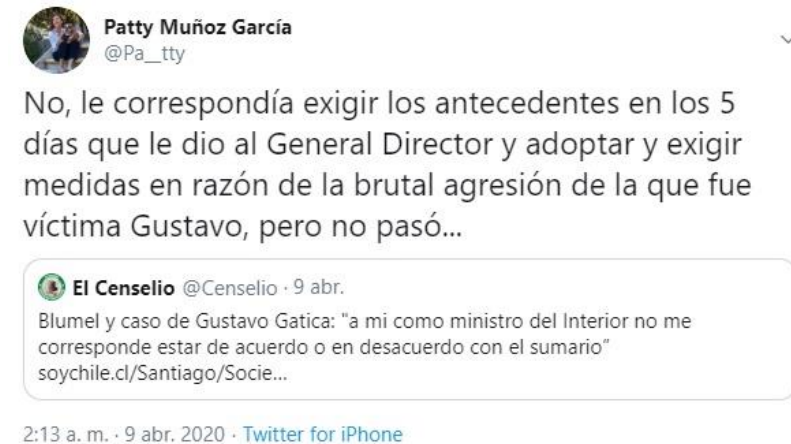 Patty Muñoz García
@Pa__tty
No, le correspondía exigir los antecedentes en los 5
días que le dio al General Director y adoptar y exigir
medidas en razón de la brutal agresión de la que fue
víctima Gustavo, pero no pasó...
El Censelio @Censelio · 9 abr.
Blumel y caso de Gustavo Gatica: "a mi como ministro del Interior no me
corresponde estar de acuerdo o en desacuerdo con el sumario”
soychile.cl/Santiago/Socie...
2:13 a. m. · 9 abr. 2020 · Twitter for iPhone